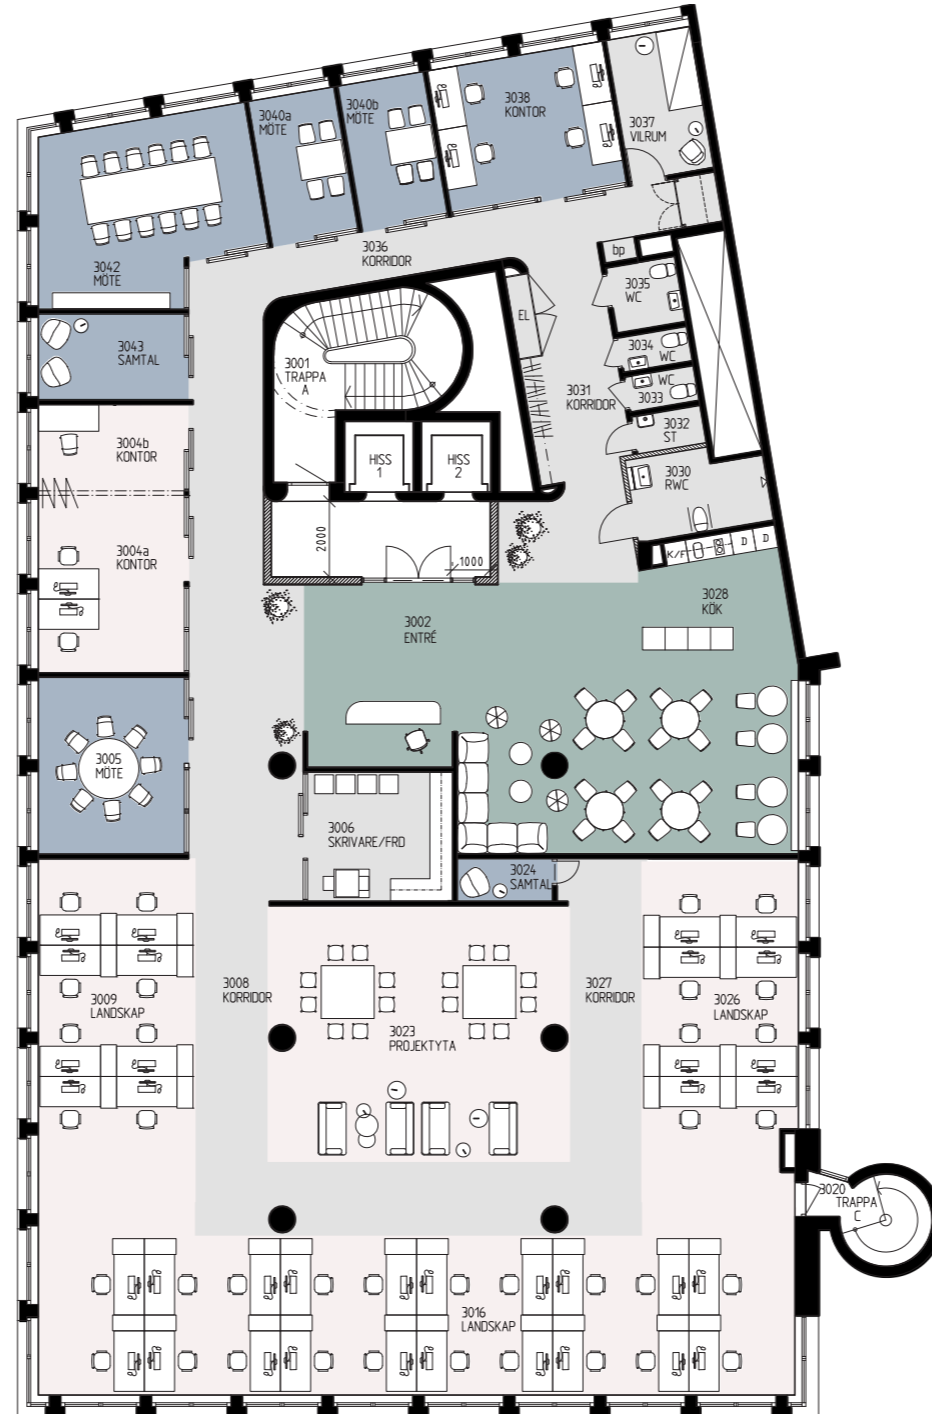 3038
KONTOR
3040a
MÖTE
3040b
MÖTE
3037
VILRUM
3036
KORRIDOR
bp
3042
MÖTE
3035
WC
EL
3043
SAMTAL
3034
WC
3001
TRAPPA
A
WC
3033
3031
KORRIDOR
3032
ST
3004b
KONTOR
HISS
1
HISS
2
3030
RWC
2000
1000
K/F
D
D
3004a
KONTOR
3028
KÖK
3002
ENTRÉ
3005
MÖTE
3006
SKRIVARE/FRD
3024
SAMTAL
3009
LANDSKAP
3008
KORRIDOR
3027
KORRIDOR
3026
LANDSKAP
3023
PROJEKTYTA
3020
TRAPPA
C
3016
LANDSKAP